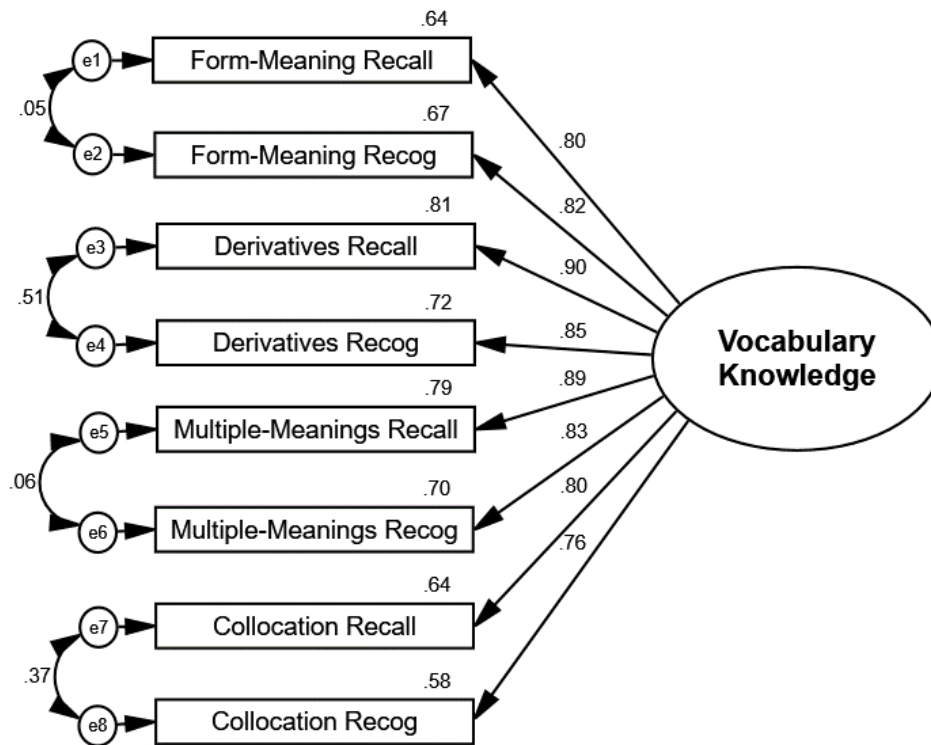 .64
e1
Form-Meaning Recall
.05
.80
.67
e2
Form-Meaning Recog
.82
.81
e3
Derivatives Recall
.90
.51
.72
e4
Derivatives Recog
.85
Vocabulary
Knowledge
.79
.89
e5
Multiple-Meanings Recall
.83
.06
.70
e6
Multiple-Meanings Recog
.80
.76
.64
e7
Collocation Recall
.37
.58
e8
Collocation Recog